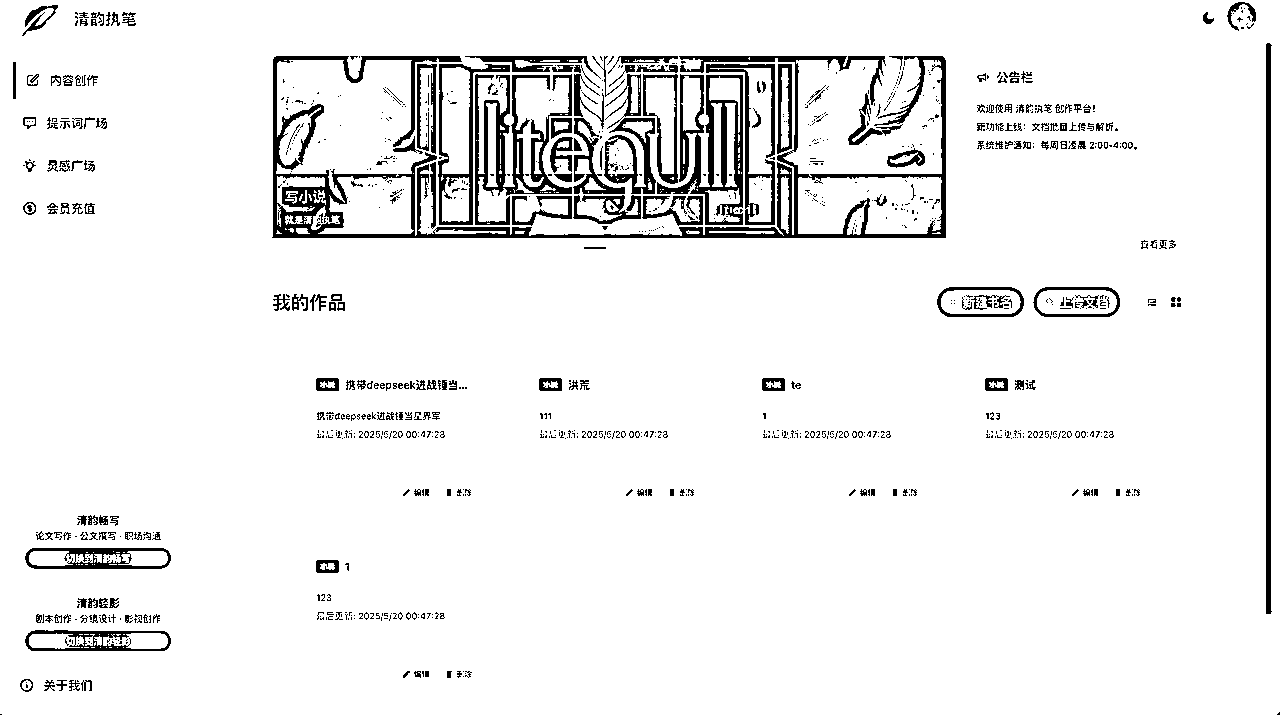 清韵执笔
内容创作
提示词广场
灵感广场
会员充值
litequill
写小说
就是清韵执笔
公告栏
欢迎使用 清韵执笔 创作平台!
新功能上线: 文档批量上传与解析。
系统维护通知: 每周日凌晨 2:00-4:00。
查看更多
我的作品
新建书名
上传文档
小说 携带deepseek进战锤当...
携带deepseek进战锤当星界军
最后更新: 2025/5/20 00:47:28
编辑 删除
小说 洪荒
111
最后更新: 2025/5/20 00:47:28
编辑 删除
小说 te
1
最后更新: 2025/5/20 00:47:28
编辑 删除
小说 测试
123
最后更新: 2025/5/20 00:47:28
编辑 删除
小说 1
123
最后更新: 2025/5/20 00:47:28
编辑 删除
清韵畅写
论文写作 · 公文撰写 · 职场沟通
切换到清韵畅写
清韵轻影
剧本创作 · 分镜设计 · 影视创作
切换到清韵轻影
关于我们